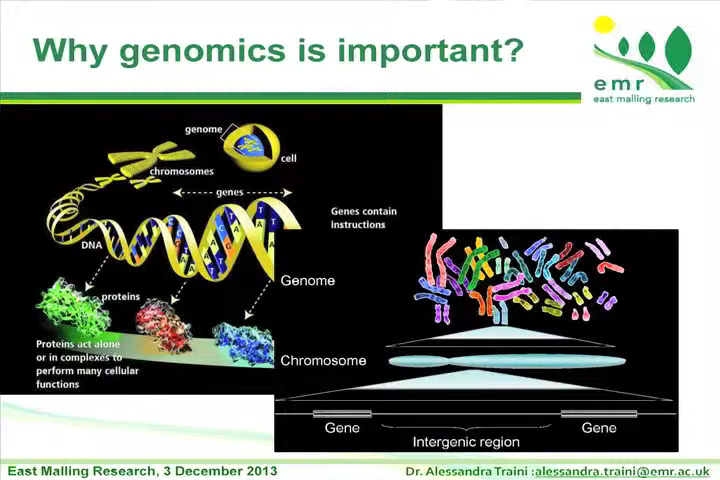 Why genomics is important?
emr
east malling research
genome
cell
chromosomes
genes
Genes contain
instructions
DNA
proteins
Proteins act alone
or in complexes to
perform many cellular
functions
Genome
Chromosome
Gene
Gene
Intergenic region
East Malling Research, 3 December 2013
Dr. Alessandra Traini :alessandra.traini@emr.ac.uk